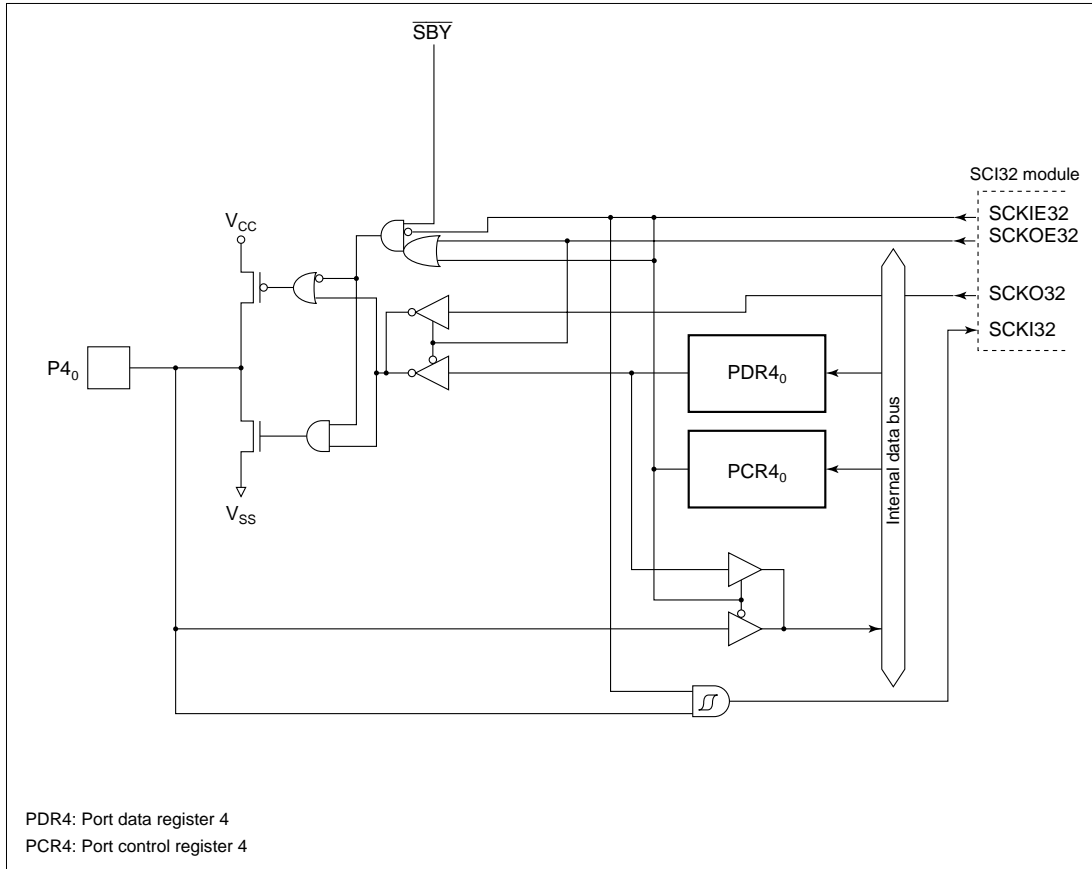 SBY
SCI32 module
SCKIE32
SCKOE32
SCKO32
SCKI32
VCC
P40
VSS
PDR40
PCR40
Internal data bus
PDR4: Port data register 4
PCR4: Port control register 4